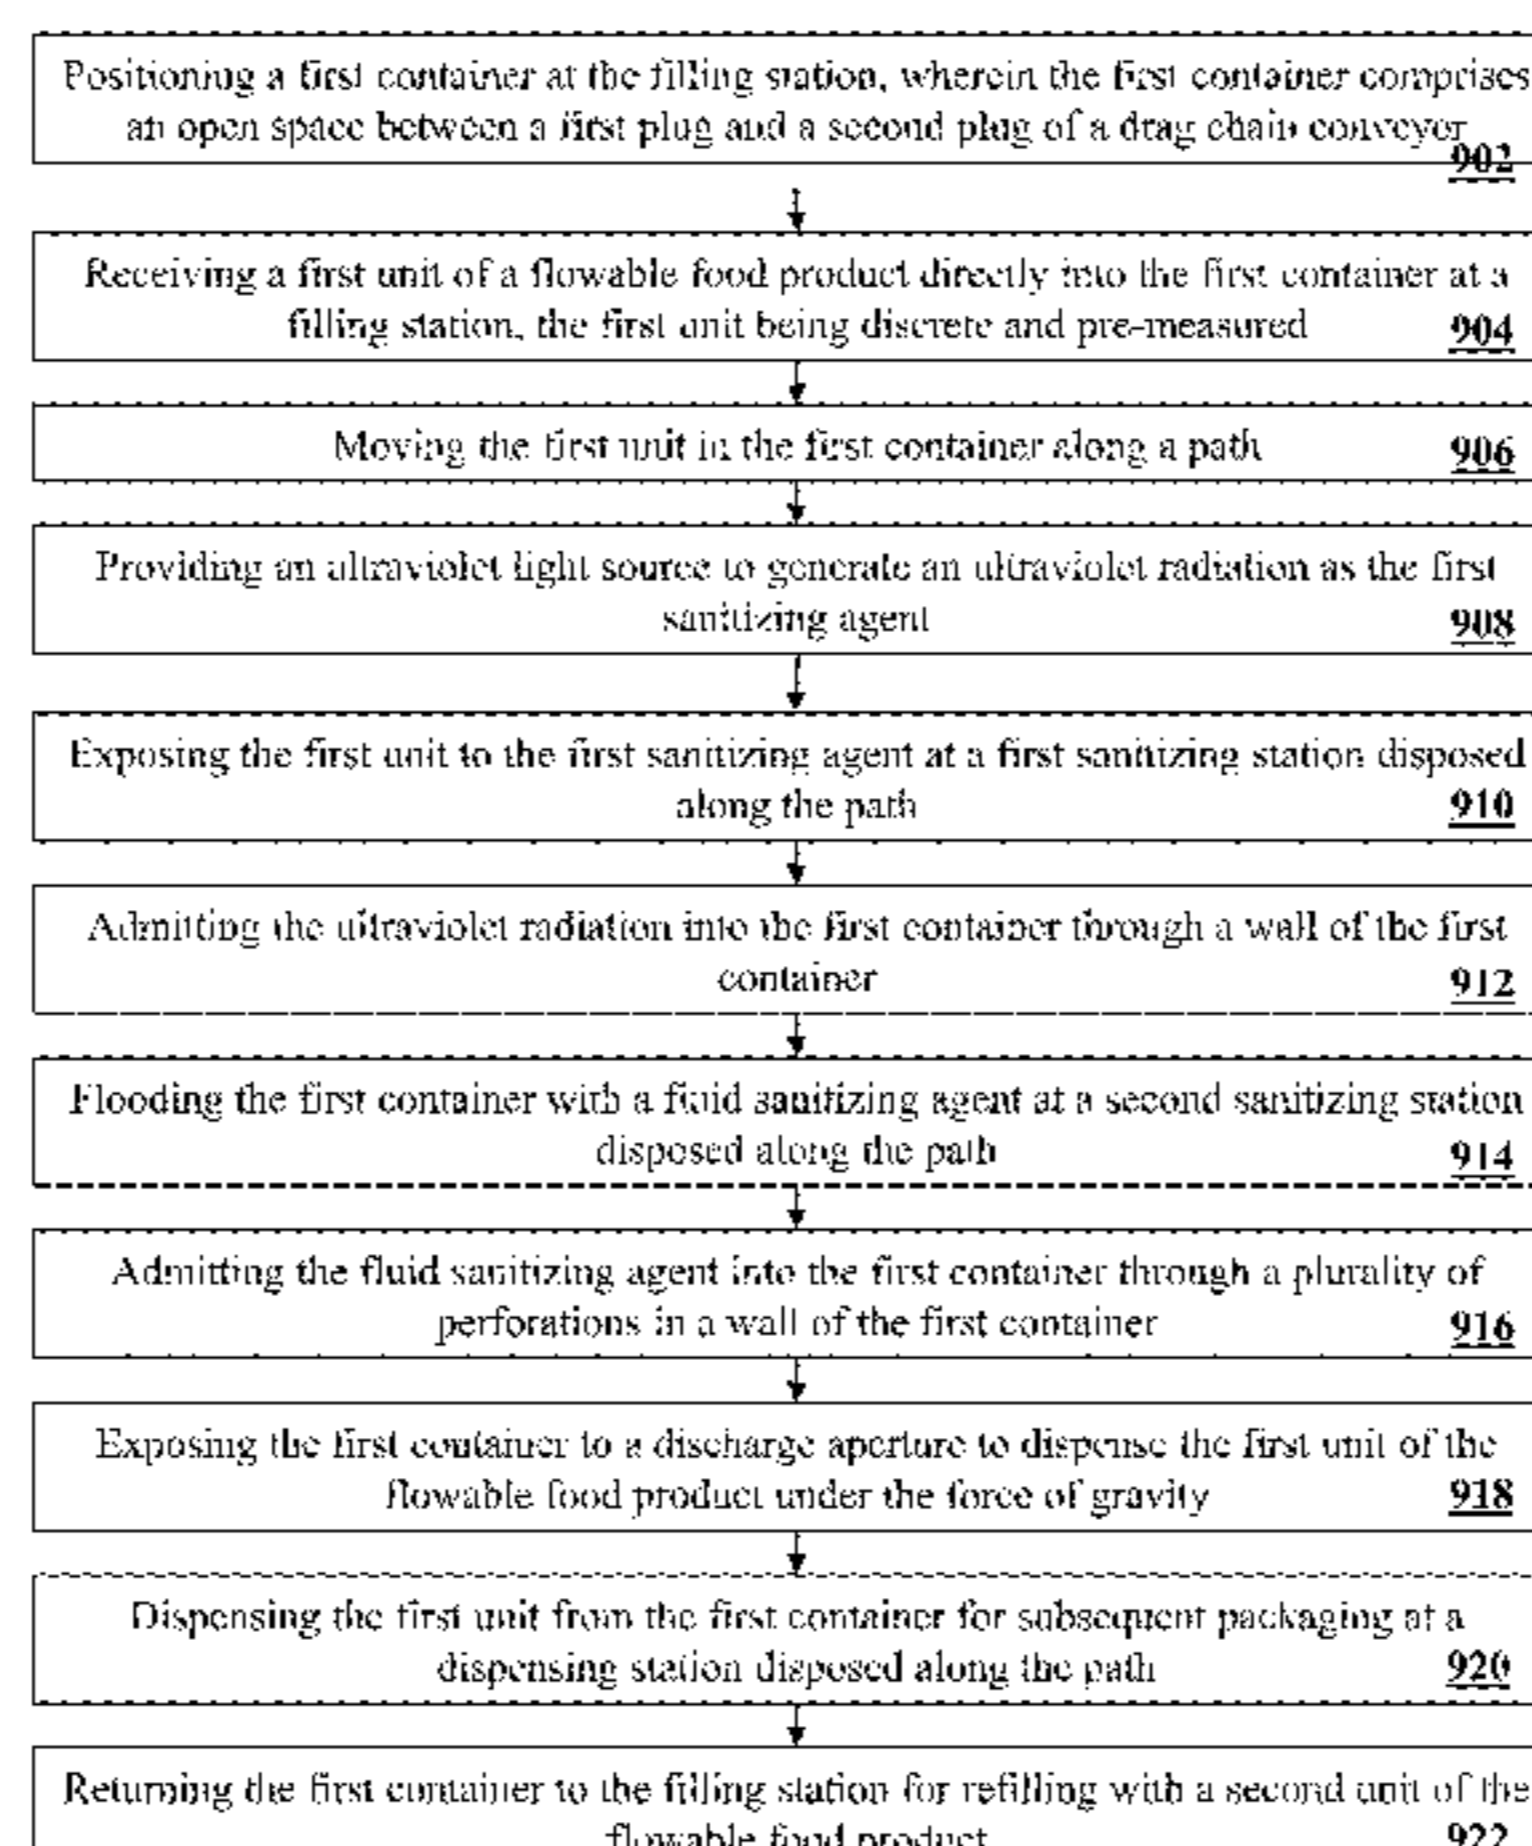 Positioning a first container at the filling station, wherein the first container comprises
an open space between a first plug and a second plug of a drag chain conveyer
902
Receiving a first unit of a flowable food product directly into the first container at a
filling station, the first unit being discrete and pre-measured
904
Moving the first unit in the first container along a path
906
Providing an ultraviolet light source to generate an ultraviolet radiation as the first
sanitizing agent
908
Exposing the first unit to the first sanitizing agent at a first sanitizing station disposed
along the path
910
Admitting the ultraviolet radiation into the first container through a wall of the first
container
912
Flooding the first container with a fluid sanitizing agent at a second sanitizing station
disposed along the path
914
Admitting the fluid sanitizing agent into the first container through a plurality of
perforations in a wall of the first container
916
Exposing the first container to a discharge aperture to dispense the first unit of the
flowable food product under the force of gravity
918
Dispensing the first unit from the first container for subsequent packaging at a
dispensing station disposed along the path
920
Returning the first container to the filling station for refilling with a second unit of the
flowable food product
922